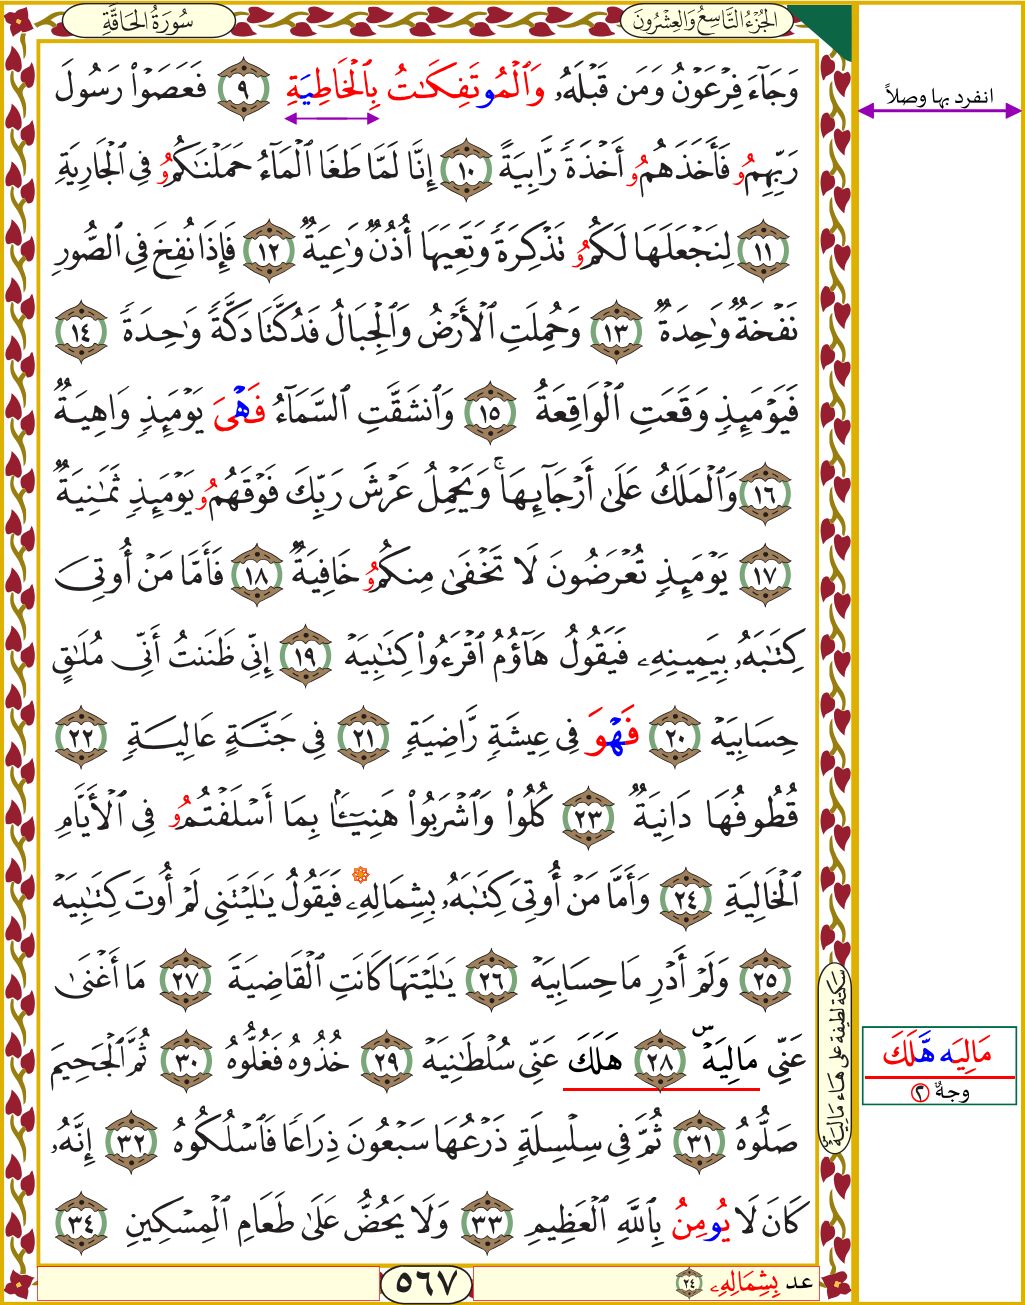 الجُزْءُ التَّاسِعُ وَالعِشْرُونَ
سُورَةُ الحَاقَّةِ
وَجَآءَ فِرْعَوْنُ وَمَن قَبْلَهُۥ وَٱلْمُوتَفِكَٰتُ بِٱلْخَاطِيَةِ ٩ فَعَصَوْا۟ رَسُولَ
رَبِّهِمُۥ فَأَخَذَهُمُۥ أَخْذَةً رَّابِيَةً ١٠ إِنَّا لَمَّا طَغَا ٱلْمَآءُ حَمَلْنَٰكُمُۥ فِى ٱلْجَارِيَةِ
١١ لِنَجْعَلَهَا لَكُمُۥ تَذْكِرَةً وَتَعِيَهَا أُذُنٌ وَٰعِيَةٌ ١٢ فَإِذَا نُفِخَ فِى ٱلصُّورِ
نَفْخَةٌ وَٰحِدَةٌ ١٣ وَحُمِلَتِ ٱلْأَرْضُ وَٱلْجِبَالُ فَدُكَّتَا دَكَّةً وَٰحِدَةً ١٤
فَيَوْمَئِذٍ وَقَعَتِ ٱلْوَاقِعَةُ ١٥ وَٱنشَقَّتِ ٱلسَّمَآءُ فَهْىَ يَوْمَئِذٍ وَاهِيَةٌ
١٦ وَٱلْمَلَكُ عَلَىٰ أَرْجَآئِهَا ۚ وَيَحْمِلُ عَرْشَ رَبِّكَ فَوْقَهُمُۥ يَوْمَئِذٍ ثَمَٰنِيَةٌ
١٧ يَوْمَئِذٍ تُعْرَضُونَ لَا تَخْفَىٰ مِنكُمُۥ خَافِيَةٌ ١٨ فَأَمَّا مَنْ أُوتِىَ
كِتَٰبَهُۥ بِيَمِينِهِۦ فَيَقُولُ هَآؤُمُ ٱقْرَءُوا۟ كِتَٰبِيَهْ ١٩ إِنِّى ظَنَنتُ أَنِّى مُلَٰقٍ
حِسَابِيَهْ ٢٠ فَهْوَ فِى عِيشَةٍ رَّاضِيَةٍ ٢١ فِى جَنَّةٍ عَالِيَةٍ ٢٢
قُطُوفُهَا دَانِيَةٌ ٢٣ كُلُوا۟ وَٱشْرَبُوا۟ هَنِيٓـًٔا بِمَا أَسْلَفْتُمُۥ فِى ٱلْأَيَّامِ
ٱلْخَالِيَةِ ٢٤ وَأَمَّا مَنْ أُوتِىَ كِتَٰبَهُۥ بِشِمَالِهِۦ فَيَقُولُ يَٰلَيْتَنِى لَمْ أُوتَ كِتَٰبِيَهْ
٢٥ وَلَمْ أَدْرِ مَا حِسَابِيَهْ ٢٦ يَٰلَيْتَهَا كَانَتِ ٱلْقَاضِيَةَ ٢٧ مَا أَغْنَىٰ
عَنِّى مَالِيَهْ ۜ ٢٨ هَلَكَ عَنِّى سُلْطَٰنِيَهْ ٢٩ خُذُوهُ فَغُلُّوهُ ٣٠ ثُمَّ ٱلْجَحِيمَ
صَلُّوهُ ٣١ ثُمَّ فِى سِلْسِلَةٍ ذَرْعُهَا سَبْعُونَ ذِرَاعًا فَٱسْلُكُوهُ ٣٢ إِنَّهُۥ
كَانَ لَا يُومِنُ بِٱللَّهِ ٱلْعَظِيمِ ٣٣ وَلَا يَحُضُّ عَلَىٰ طَعَامِ ٱلْمِسْكِينِ ٣٤
٥٦٧
عد بِشِمَالِهِۦ ٢٤
انفرد بها وصلاً
سكتة لطيفة على هاء مَالِيَهْۜ
مَالِيَه هَّلَكَ
وجهٌ ٢